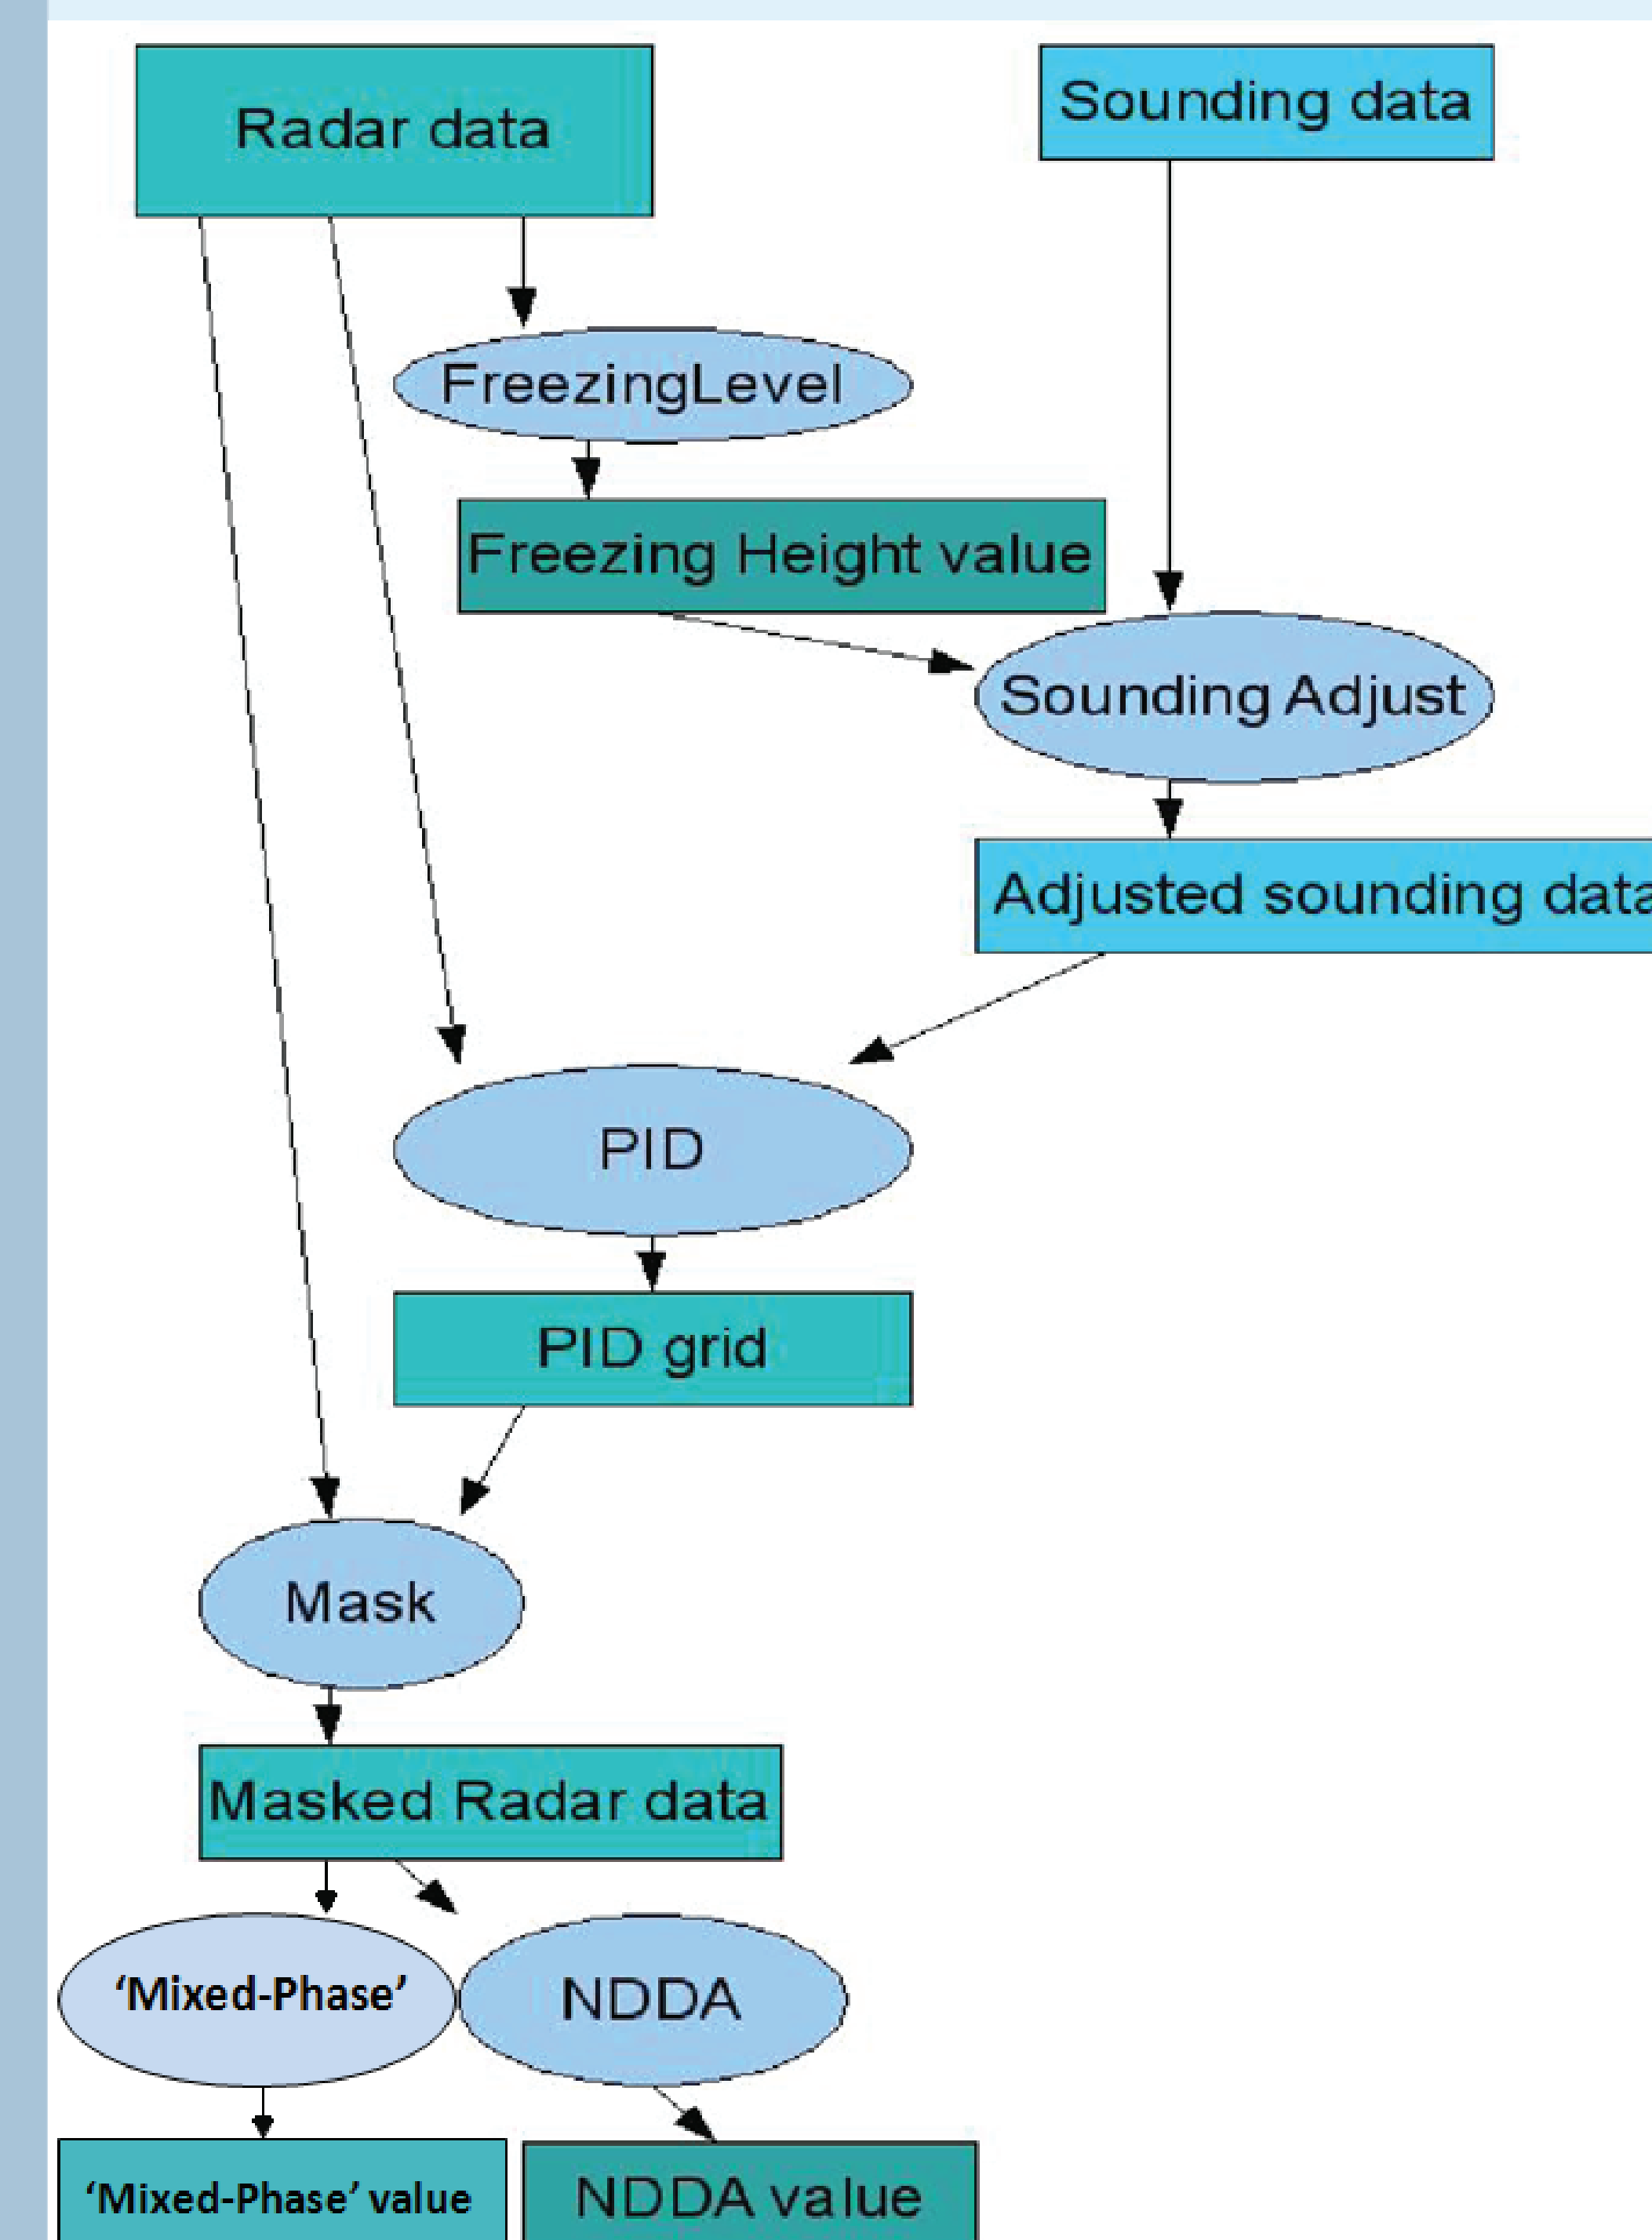 Radar data
Sounding data
FreezingLevel
Freezing Height value
Sounding Adjust
Adjusted sounding data
PID
PID grid
Mask
Masked Radar data
‘Mixed-Phase’
NDDA
‘Mixed-Phase’ value
NDDA value